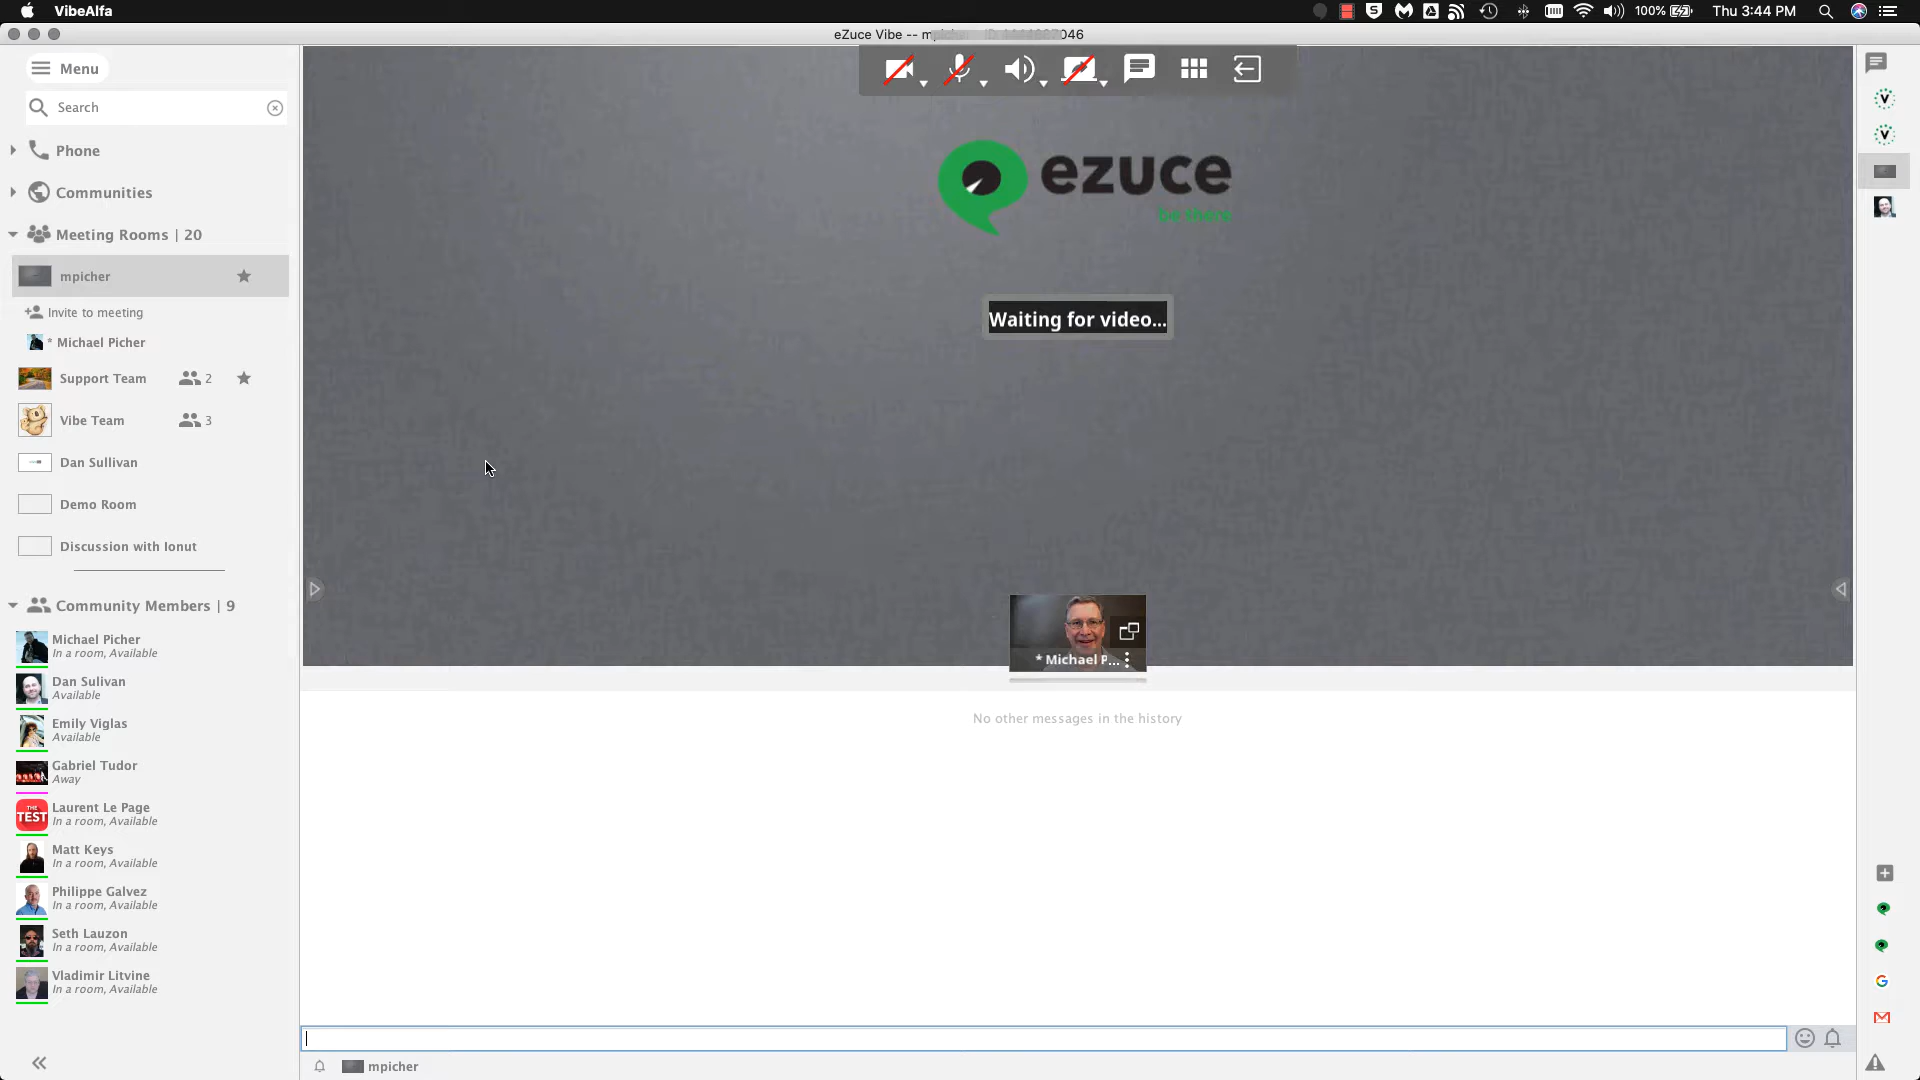 VibeAlfa
100%
Thu 3:44 PM
eZuce Vibe --
Menu
Search
Phone
Communities
Meeting Rooms | 20
mpicher
Invite to meeting
* Michael Picher
Support Team
2
Vibe Team
3
Dan Sullivan
Demo Room
Discussion with Ionut
Community Members | 9
Michael Picher
In a room, Available
Dan Sulivan
Available
Emily Viglas
Available
Gabriel Tudor
Away
THE
TEST
Laurent Le Page
In a room, Available
Matt Keys
In a room, Available
Philippe Galvez
In a room, Available
Seth Lauzon
In a room, Available
Vladimir Litvine
In a room, Available
ezuce
be there
Waiting for video...
* Michael P...
No other messages in the history
mpicher